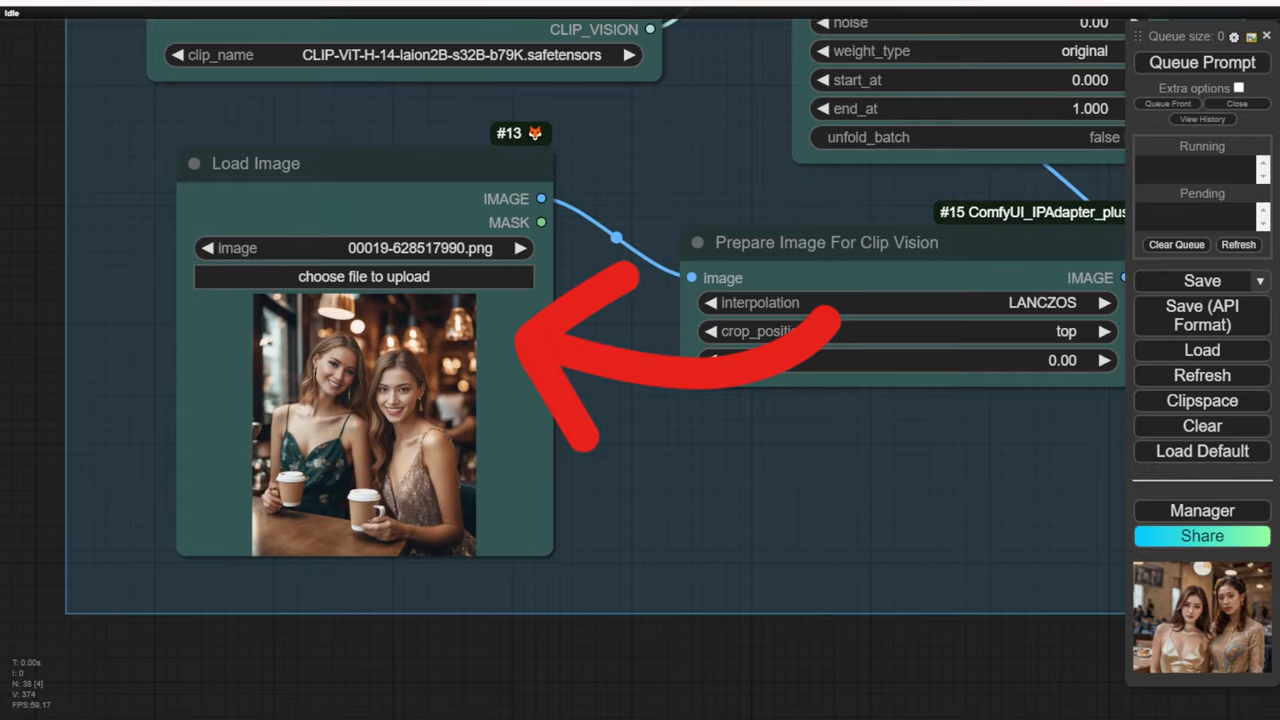 Idle
CLIP_VISION
clip_name CLIP-ViT-H-14-laion2B-s32B-b79K.safetensors
noise 0.00
weight_type original
start_at 0.000
end_at 1.000
unfold_batch false
#13
Load Image
IMAGE
MASK
image 00019-628517990.png
choose file to upload
#15 ComfyUI_IPAdapter_plus
Prepare Image For Clip Vision
image IMAGE
interpolation LANCZOS
crop_positi top
0.00
Queue size: 0
Queue Prompt
Extra options
Queue Front Close
View History
Running
Pending
Clear Queue Refresh
Save
Save (API
Format)
Load
Refresh
Clipspace
Clear
Load Default
Manager
Share
T: 0.00s
I: 0
N: 38 [4]
V: 374
FPS:59.17